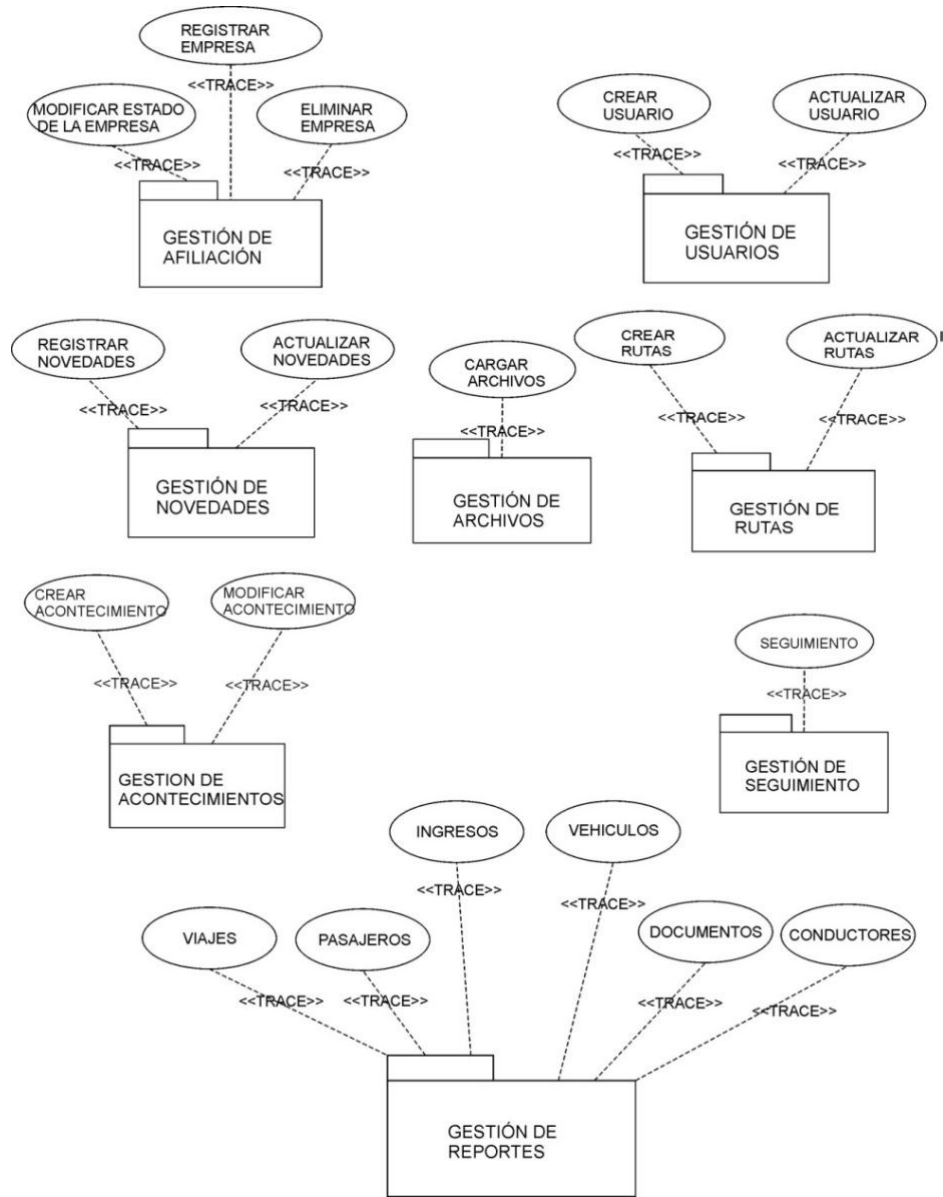 REGISTRAR
EMPRESA
<<TRACE>>
MODIFICAR ESTADO
DE LA EMPRESA
ELIMINAR
EMPRESA
<<TRACE>>
<<TRACE>>
GESTIÓN DE
AFILIACIÓN
CREAR
USUARIO
ACTUALIZAR
USUARIO
<<TRACE>>
<<TRACE>>
GESTIÓN DE
USUARIOS
REGISTRAR
NOVEDADES
ACTUALIZAR
NOVEDADES
<<TRACE>>
<<TRACE>>
GESTIÓN DE
NOVEDADES
CARGAR
ARCHIVOS
<<TRACE>>
GESTIÓN DE
ARCHIVOS
CREAR
RUTAS
ACTUALIZAR
RUTAS
<<TRACE>>
<<TRACE>>
GESTIÓN DE
RUTAS
CREAR
ACONTECIMIENTO
MODIFICAR
ACONTECIMIENTO
<<TRACE>>
<<TRACE>>
GESTION DE
ACONTECIMIENTOS
SEGUIMIENTO
<<TRACE>>
GESTIÓN DE
SEGUIMIENTO
INGRESOS
VEHICULOS
<<TRACE>>
<<TRACE>>
VIAJES
PASAJEROS
DOCUMENTOS
CONDUCTORES
<<TRACE>>
<<TRACE>>
<<TRACE>>
<<TRACE>>
GESTIÓN DE
REPORTES